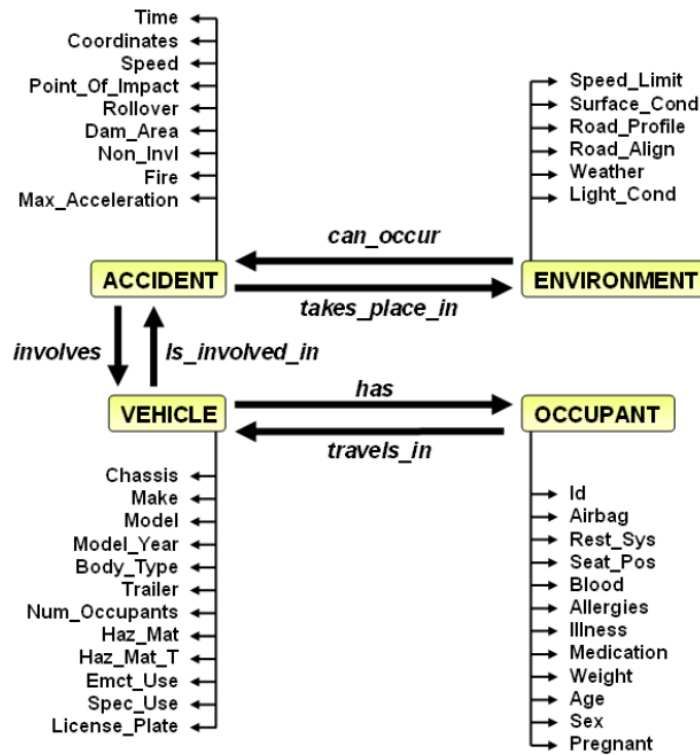 Time
Coordinates
Speed
Point_Of_Impact
Rollover
Dam_Area
Non_Invl
Fire
Max_Acceleration
Speed_Limit
Surface_Cond
Road_Profile
Road_Align
Weather
Light_Cond
can_occur
ACCIDENT
ENVIRONMENT
takes_place_in
involves
Is_involved_in
has
VEHICLE
OCCUPANT
travels_in
Chassis
Make
Model
Model_Year
Body_Type
Trailer
Num_Occupants
Haz_Mat
Haz_Mat_T
Emct_Use
Spec_Use
License_Plate
Id
Airbag
Rest_Sys
Seat_Pos
Blood
Allergies
Illness
Medication
Weight
Age
Sex
Pregnant